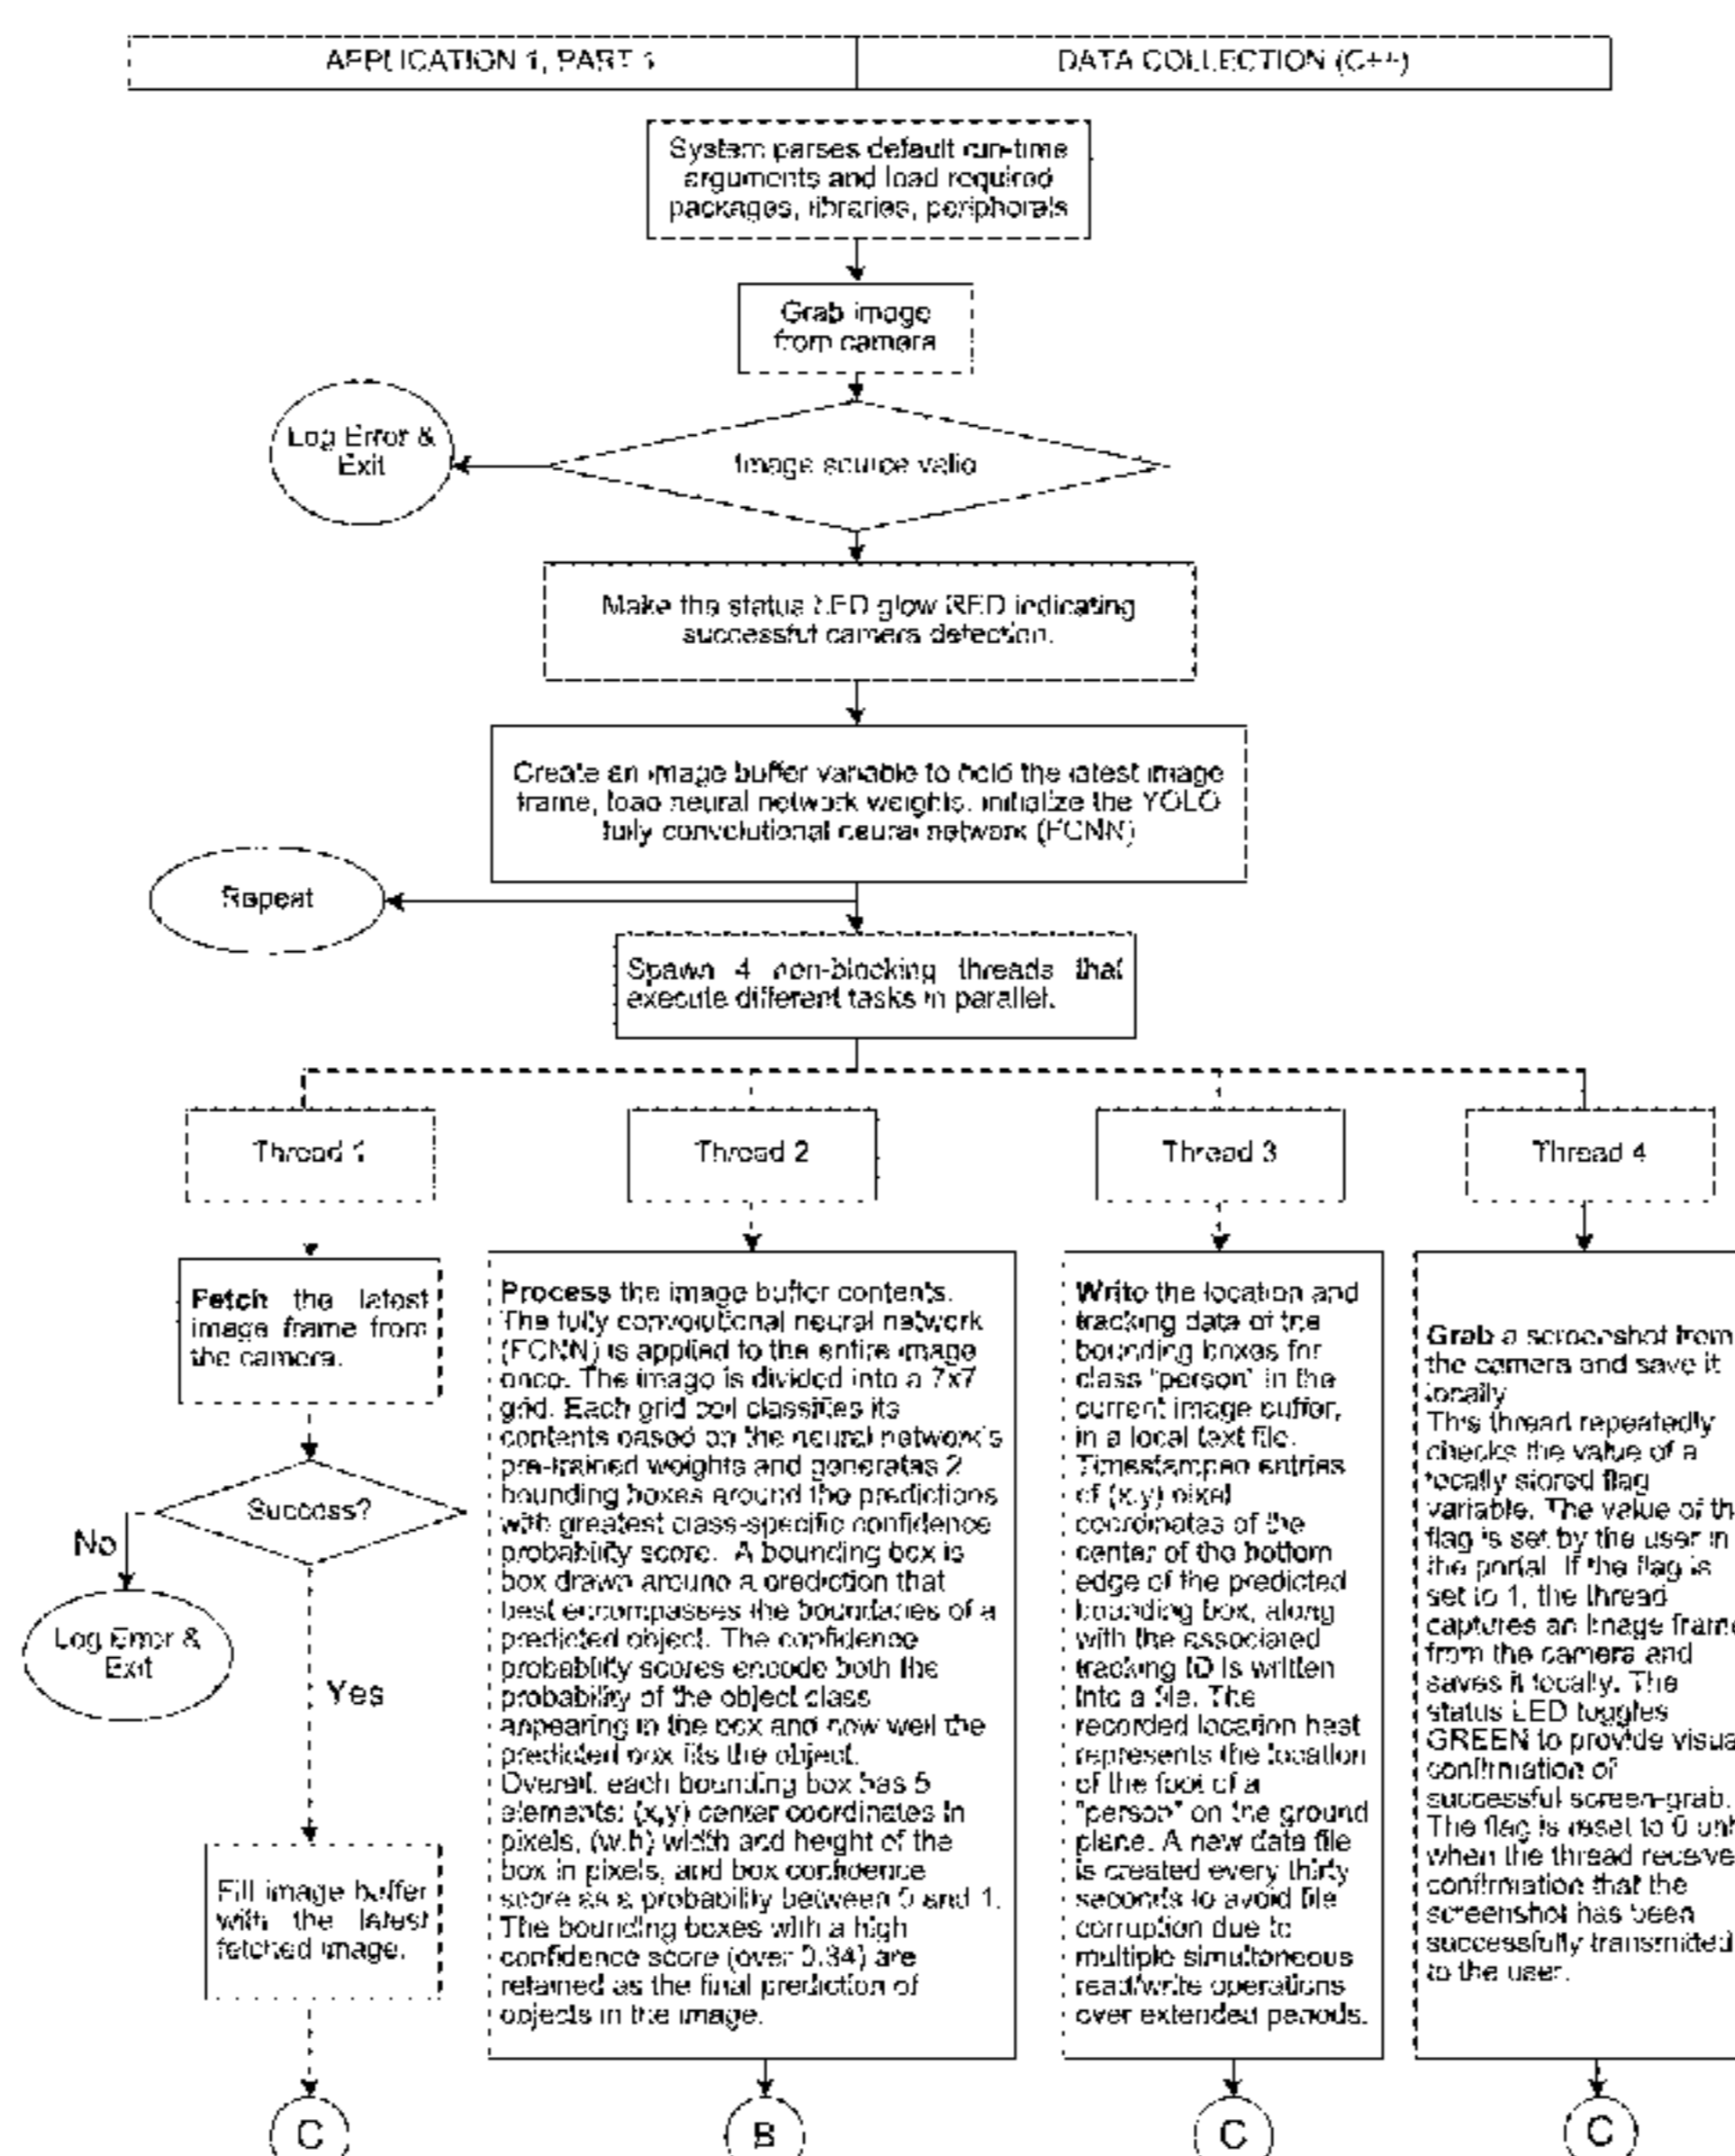 APPLICATION 1, PART 1
DATA COLLECTION (C++)
System parses default run-time
arguments and load required
packages, libraries, peripherals
Grab image
from camera
Log Error &
Exit
Image source valid
Make the status LED glow RED indicating
successful camera detection.
Create an image buffer variable to hold the latest image
frame, load neural network weights, initialize the YOLO
fully convolutional neural network (FCNN)
Repeat
Spawn 4 non-blocking threads that
execute different tasks in parallel.
Thread 1
Thread 2
Thread 3
Thread 4
Fetch the latest
image frame from
the camera.
Success?
No
Log Error &
Exit
Yes
Fill image buffer
with the latest
fetched image.
C
Process the image buffer contents.
The fully convolutional neural network
(FCNN) is applied to the entire image
once. The image is divided into a 7x7
grid. Each grid cell classifies its
contents based on the neural network's
pre-trained weights and generates 2
bounding boxes around the predictions
with greatest class-specific confidence
probability score. A bounding box is
box drawn around a prediction that
best encompasses the boundaries of a
predicted object. The confidence
probability scores encode both the
probability of the object class
appearing in the box and how well the
predicted box fits the object.
Overall, each bounding box has 5
elements: (x,y) center coordinates in
pixels, (w,h) width and height of the
box in pixels, and box confidence
score as a probability between 0 and 1.
The bounding boxes with a high
confidence score (over 0.34) are
retained as the final prediction of
objects in the image.
B
Write the location and
tracking data of the
bounding boxes for
class "person" in the
current image buffer,
in a local text file.
Timestamped entries
of (x,y) pixel
coordinates of the
center of the bottom
edge of the predicted
bounding box, along
with the associated
tracking ID is written
into a file. The
recorded location best
represents the location
of the foot of a
"person" on the ground
plane. A new data file
is created every thirty
seconds to avoid file
corruption due to
multiple simultaneous
read/write operations
over extended periods.
C
Grab a screenshot from
the camera and save it
locally
This thread repeatedly
checks the value of a
locally stored flag
variable. The value of th
flag is set by the user in
the portal. If the flag is
set to 1, the thread
captures an image frame
from the camera and
saves it locally. The
status LED toggles
GREEN to provide visua
confirmation of
successful screen-grab.
The flag is reset to 0
when the thread receive
confirmation that the
screenshot has been
successfully transmitted
to the user.
C